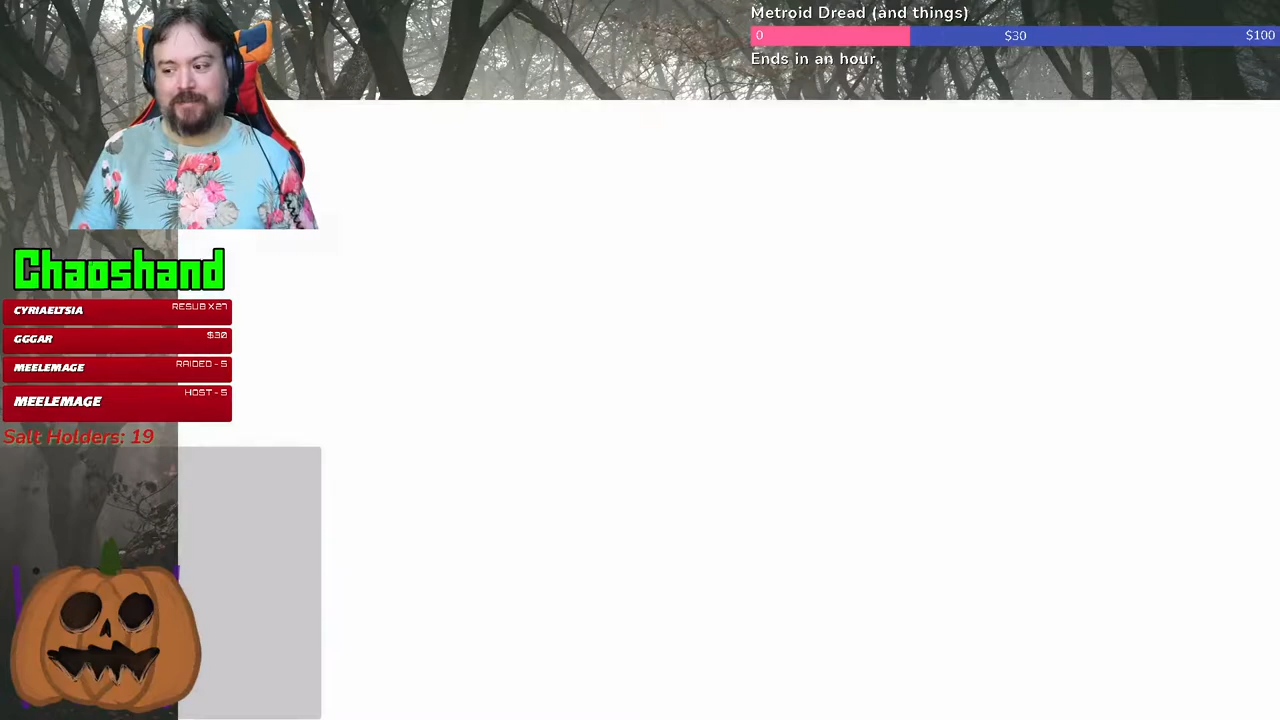 Metroid Dread (and things)
0 $30 $100
Ends in an hour
Chaoshand
CYRIAELTSIA RESUB X27
GGGAR $30
MEELEMAGE RAIDED - 5
MEELEMAGE HOST - 5
Salt Holders: 19